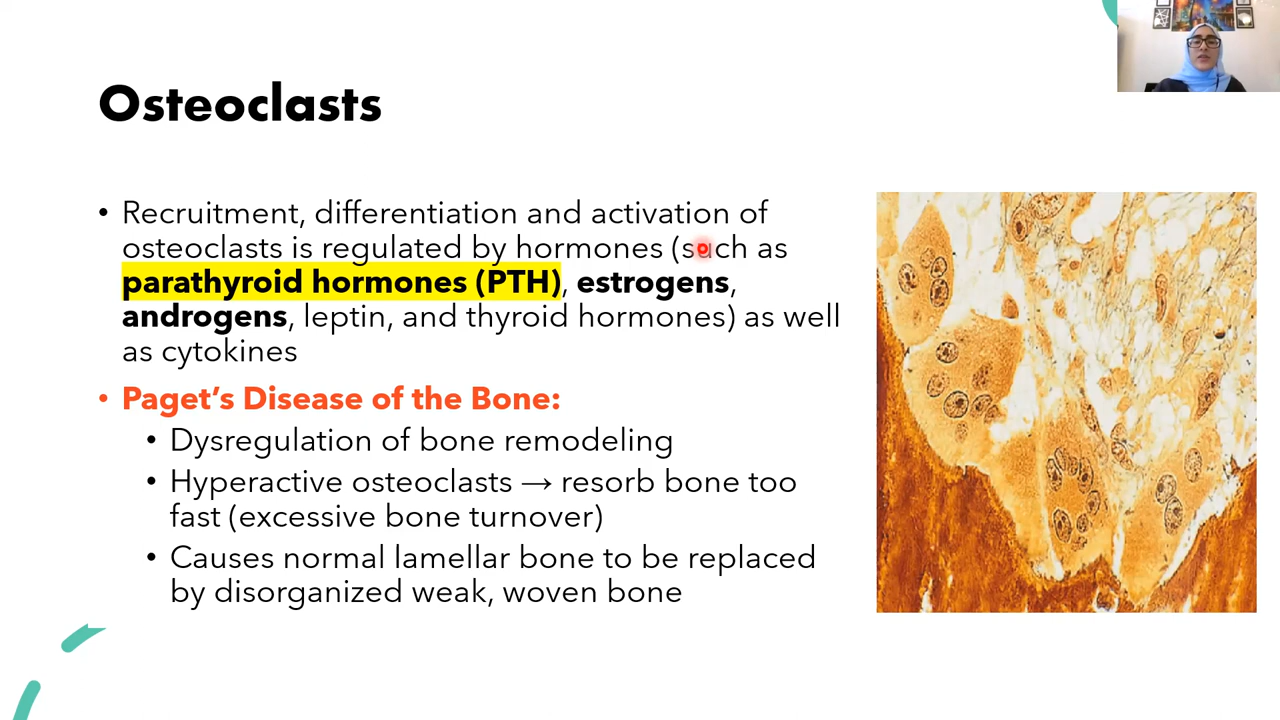 Osteoclasts
• Recruitment, differentiation and activation of
osteoclasts is regulated by hormones (such as
parathyroid hormones (PTH), estrogens,
androgens, leptin, and thyroid hormones) as well
as cytokines
• Paget’s Disease of the Bone:
• Dysregulation of bone remodeling
• Hyperactive osteoclasts → resorb bone too
fast (excessive bone turnover)
• Causes normal lamellar bone to be replaced
by disorganized weak, woven bone